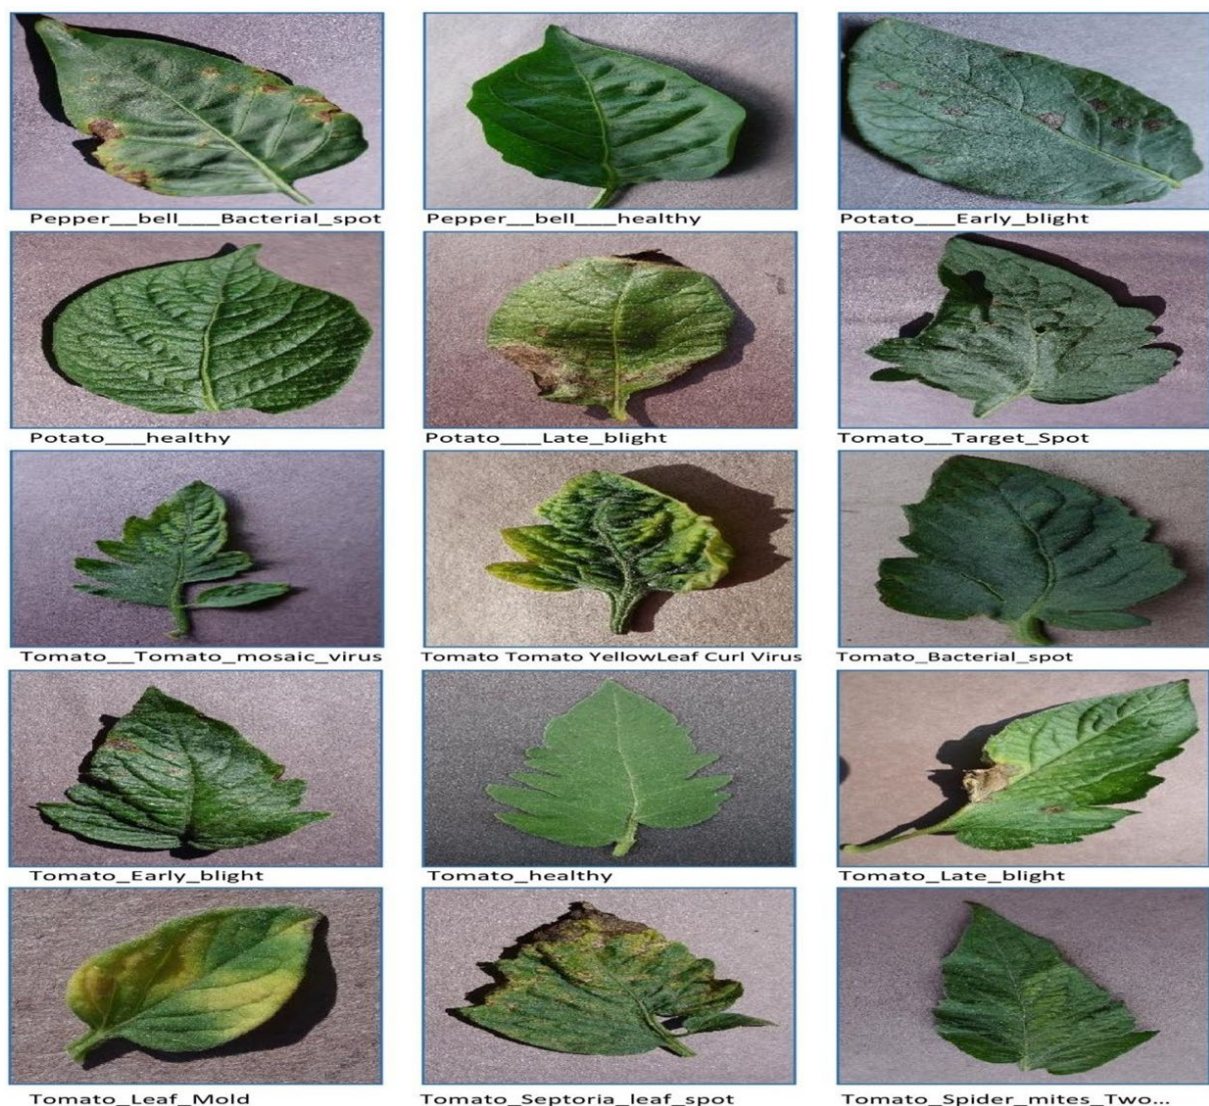 Pepper__bell___Bacterial_spot
Pepper__bell___healthy
Potato___Early_blight
Potato___healthy
Potato___Late_blight
Tomato__Target_Spot
Tomato__Tomato_mosaic_virus
Tomato Tomato YellowLeaf Curl Virus
Tomato_Bacterial_spot
Tomato_Early_blight
Tomato_healthy
Tomato_Late_blight
Tomato_Leaf_Mold
Tomato_Septoria_leaf_spot
Tomato_Spider_mites_Two...